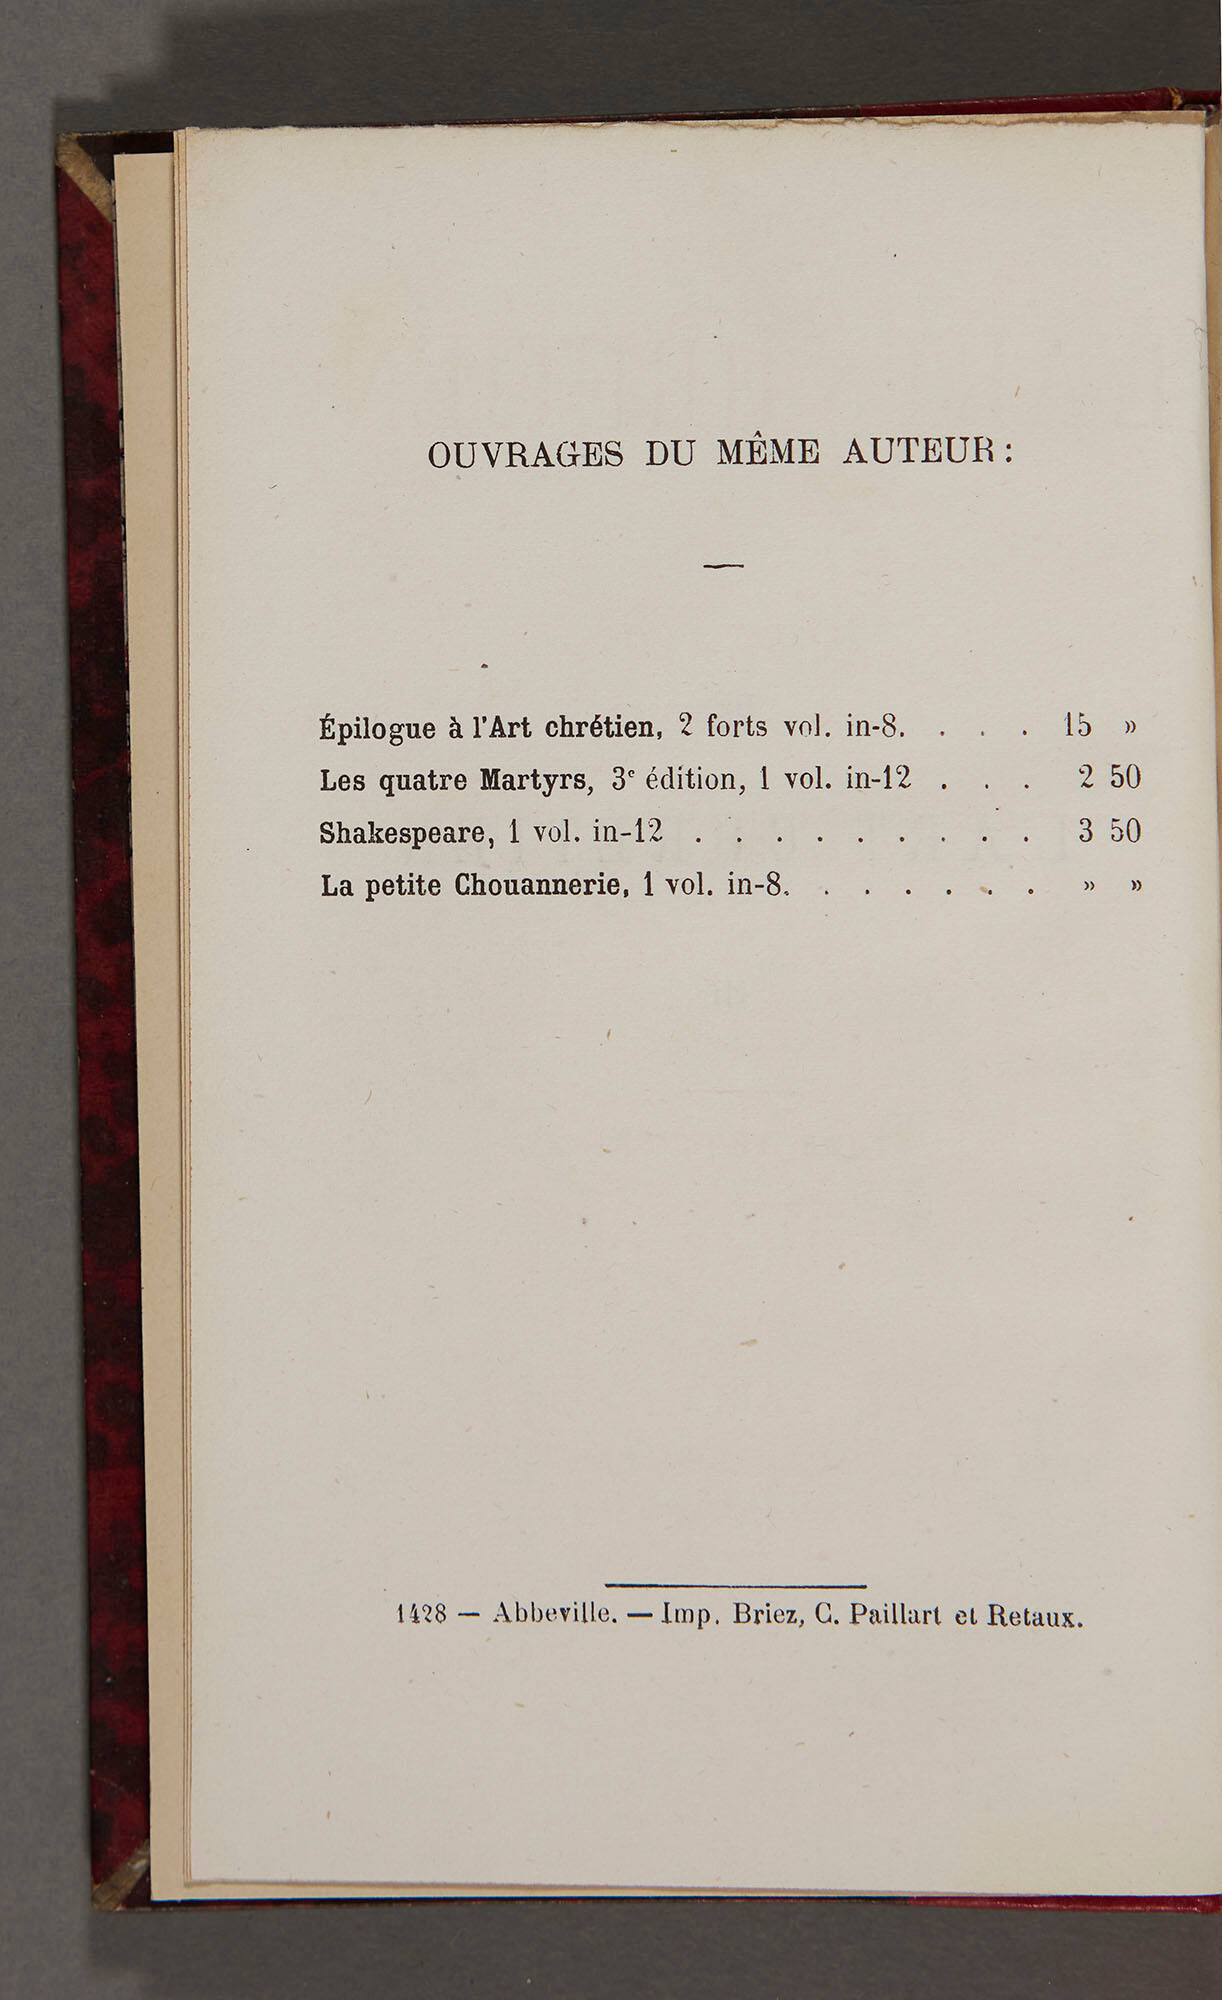 OUVRAGES DU MÊME AUTEUR :
—
Épilogue à l'Art chrétien, 2 forts vol. in-8. . . . 15 »
Les quatre Martyrs, 3e édition, 1 vol. in-12 . . . 2 50
Shakespeare, 1 vol. in-12 . . . . . . . . . 3 50
La petite Chouannerie, 1 vol. in-8. . . . . . . » »
1428 — Abbeville. — Imp. Briez, C. Paillart et Retaux.